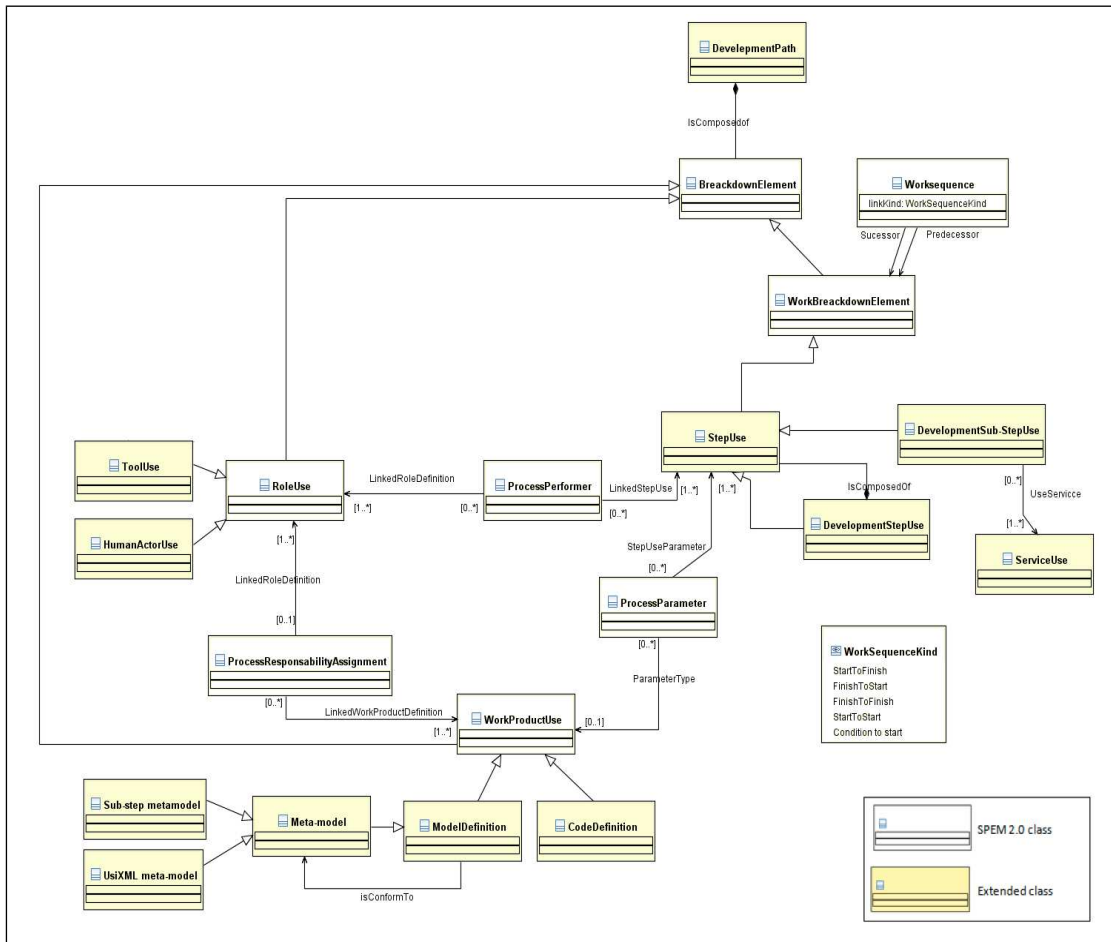 DevelepmentPath
IsComposedof
BreackdownElement
Worksequence
linkKind: WorkSequenceKind
Sucessor
Predecessor
WorkBreackdownElement
StepUse
DevelopmentSub-StepUse
ToolUse
RoleUse
LinkedRoleDefinition
[1..*]
[0..*]
ProcessPerformer
LinkedStepUse
[0..*]
[1..*]
[1..*]
IsComposedOf
[0..*]
UseServicce
[1..*]
HumanActorUse
DevelopmentStepUse
ServiceUse
[1..*]
LinkedRoleDefinition
[0..1]
StepUseParameter
[0..*]
ProcessParameter
[0..*]
ProcessResponsabilityAssignment
[0..*]
LinkedWorkProductDefinition
[1..*]
ParameterType
[0..1]
WorkProductUse
WorkSequenceKind
StartToFinish
FinishToStart
FinishToFinish
StartToStart
Condition to start
Sub-step metamodel
Meta-model
ModelDefinition
CodeDefinition
UsiXML meta-model
isConformTo
SPEM 2.0 class
Extended class